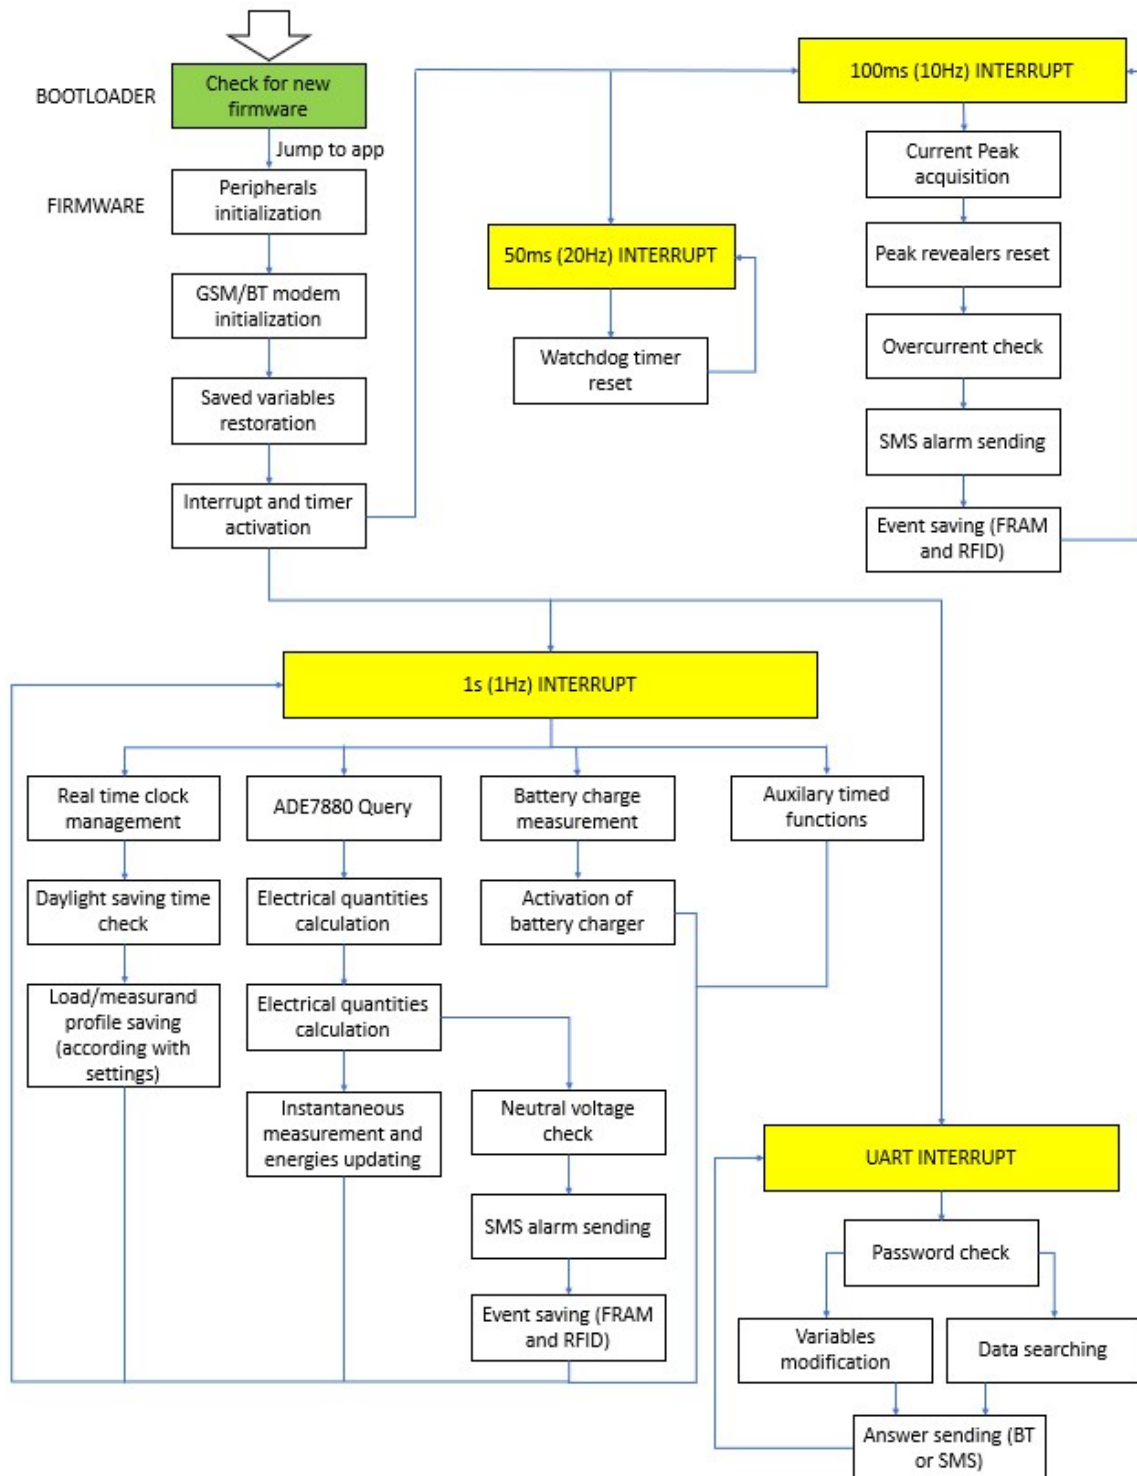 BOOTLOADER
Check for new
firmware
Jump to app
FIRMWARE
Peripherals
initialization
GSM/BT modem
initialization
Saved variables
restoration
Interrupt and timer
activation
50ms (20Hz) INTERRUPT
Watchdog timer
reset
100ms (10Hz) INTERRUPT
Current Peak
acquisition
Peak revealers reset
Overcurrent check
SMS alarm sending
Event saving (FRAM
and RFID)
1s (1Hz) INTERRUPT
Real time clock
management
Daylight saving time
check
Load/measurand
profile saving
(according with
settings)
ADE7880 Query
Electrical quantities
calculation
Electrical quantities
calculation
Instantaneous
measurement and
energies updating
Battery charge
measurement
Activation of
battery charger
Neutral voltage
check
SMS alarm sending
Event saving (FRAM
and RFID)
Auxilary timed
functions
UART INTERRUPT
Password check
Variables
modification
Data searching
Answer sending (BT
or SMS)